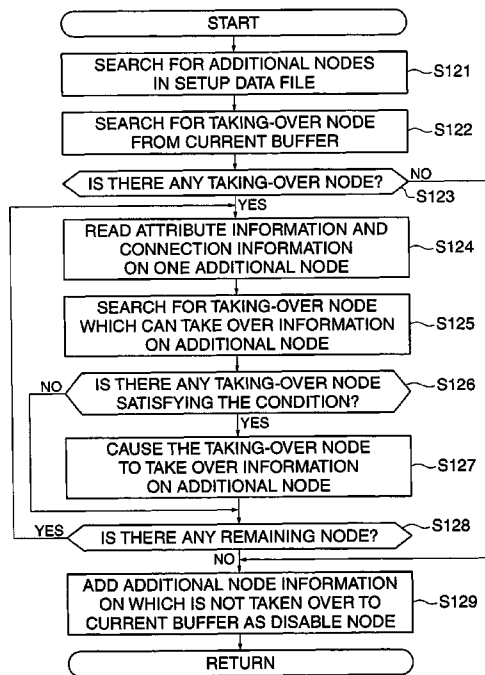 START
SEARCH FOR ADDITIONAL NODES
IN SETUP DATA FILE
S121
SEARCH FOR TAKING-OVER NODE
FROM CURRENT BUFFER
S122
IS THERE ANY TAKING-OVER NODE?
NO
S123
YES
READ ATTRIBUTE INFORMATION AND
CONNECTION INFORMATION
ON ONE ADDITIONAL NODE
S124
SEARCH FOR TAKING-OVER NODE
WHICH CAN TAKE OVER INFORMATION
ON ADDITIONAL NODE
S125
NO
IS THERE ANY TAKING-OVER NODE
SATISFYING THE CONDITION?
S126
YES
CAUSE THE TAKING-OVER NODE
TO TAKE OVER INFORMATION
ON ADDITIONAL NODE
S127
YES
IS THERE ANY REMAINING NODE?
S128
NO
ADD ADDITIONAL NODE INFORMATION
ON WHICH IS NOT TAKEN OVER TO
CURRENT BUFFER AS DISABLE NODE
S129
RETURN